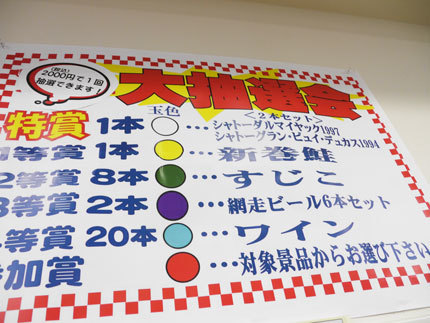 (税込)
2000円で1回
抽選できます!
大抽選会
玉色
<2本セット>
特賞 1本 … シャトーダルマイヤック1997
シャトーグラン・ピュイ・デュカス1994
1等賞 1本 … 新巻鮭
2等賞 8本 … すじこ
3等賞 2本 … 網走ビール6本セット
4等賞 20本 … ワイン
参加賞 … 対象景品からお選び下さい